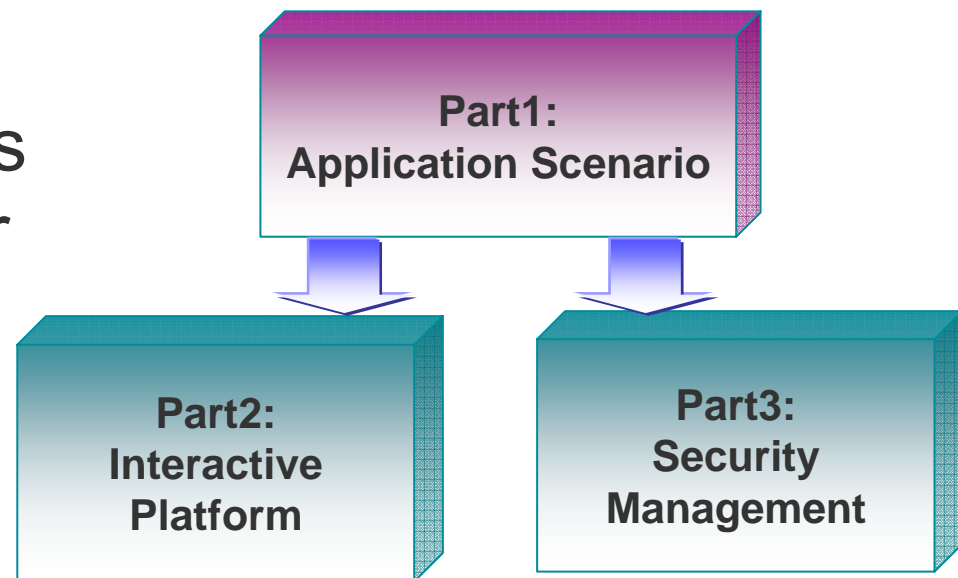 Part1:
Application Scenario
s
r
Part2:
Interactive
Platform
Part3:
Security
Management